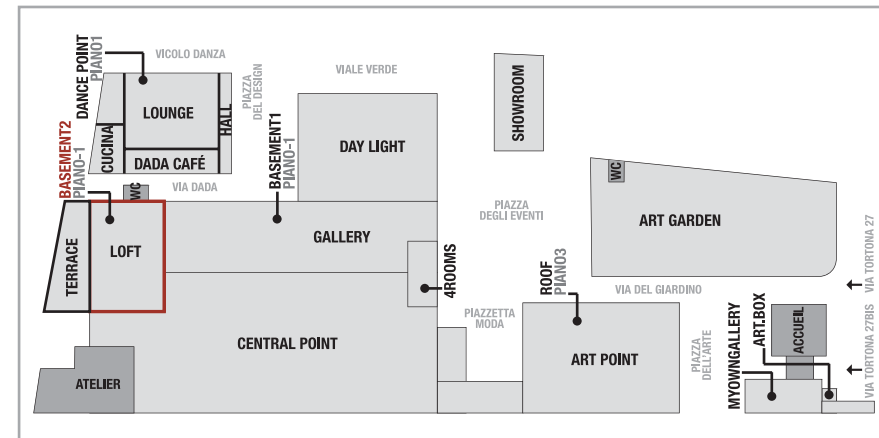 DANCE POINT
PIANO1
VICOLO DANZA
LOUNGE
HALL
CUCINA
DADA CAFÉ
PIAZZA
DEL DESIGN
VIALE VERDE
DAY LIGHT
SHOWROOM
BASEMENT2
PIANO-1
WC
VIA DADA
BASEMENT1
PIANO-1
TERRACE
LOFT
GALLERY
4ROOMS
PIAZZA
DEGLI EVENTI
WC
ART GARDEN
VIA TORTONA 27
CENTRAL POINT
ATELIER
PIAZZETTA
MODA
ROOF
PIANO3
VIA DEL GIARDINO
ART POINT
PIAZZA
DELL'ARTE
MYOWNGALLERY
ART.BOX
ACCUEIL
VIA TORTONA 27BIS